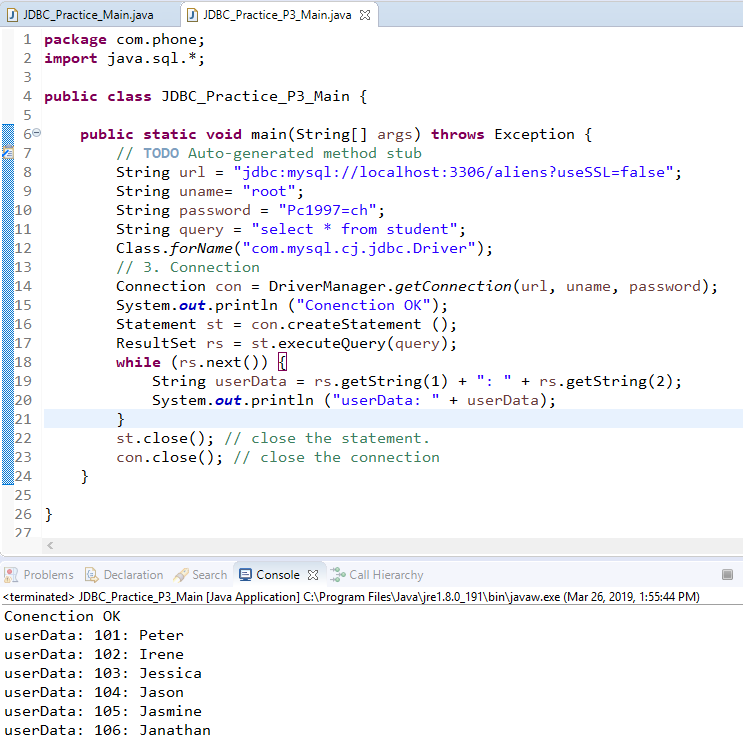 JDBC_Practice_Main.java JDBC_Practice_P3_Main.java
1 package com.phone;
2 import java.sql.*;
3
4 public class JDBC_Practice_P3_Main {
5
6 public static void main(String[] args) throws Exception {
7 // TODO Auto-generated method stub
8 String url = "jdbc:mysql://localhost:3306/aliens?useSSL=false";
9 String uname= "root";
10 String password = "Pc1997=ch";
11 String query = "select * from student";
12 Class.forName("com.mysql.cj.jdbc.Driver");
13 // 3. Connection
14 Connection con = DriverManager.getConnection(url, uname, password);
15 System.out.println ("Conenction OK");
16 Statement st = con.createStatement ();
17 ResultSet rs = st.executeQuery(query);
18 while (rs.next()) {
19 String userData = rs.getString(1) + ": " + rs.getString(2);
20 System.out.println ("userData: " + userData);
21 }
22 st.close(); // close the statement.
23 con.close(); // close the connection
24 }
25
26 }
27
Problems Declaration Search Console Call Hierarchy
<terminated> JDBC_Practice_P3_Main [Java Application] C:\Program Files\Java\jre1.8.0_191\bin\javaw.exe (Mar 26, 2019, 1:55:44 PM)
Conenction OK
userData: 101: Peter
userData: 102: Irene
userData: 103: Jessica
userData: 104: Jason
userData: 105: Jasmine
userData: 106: Janathan